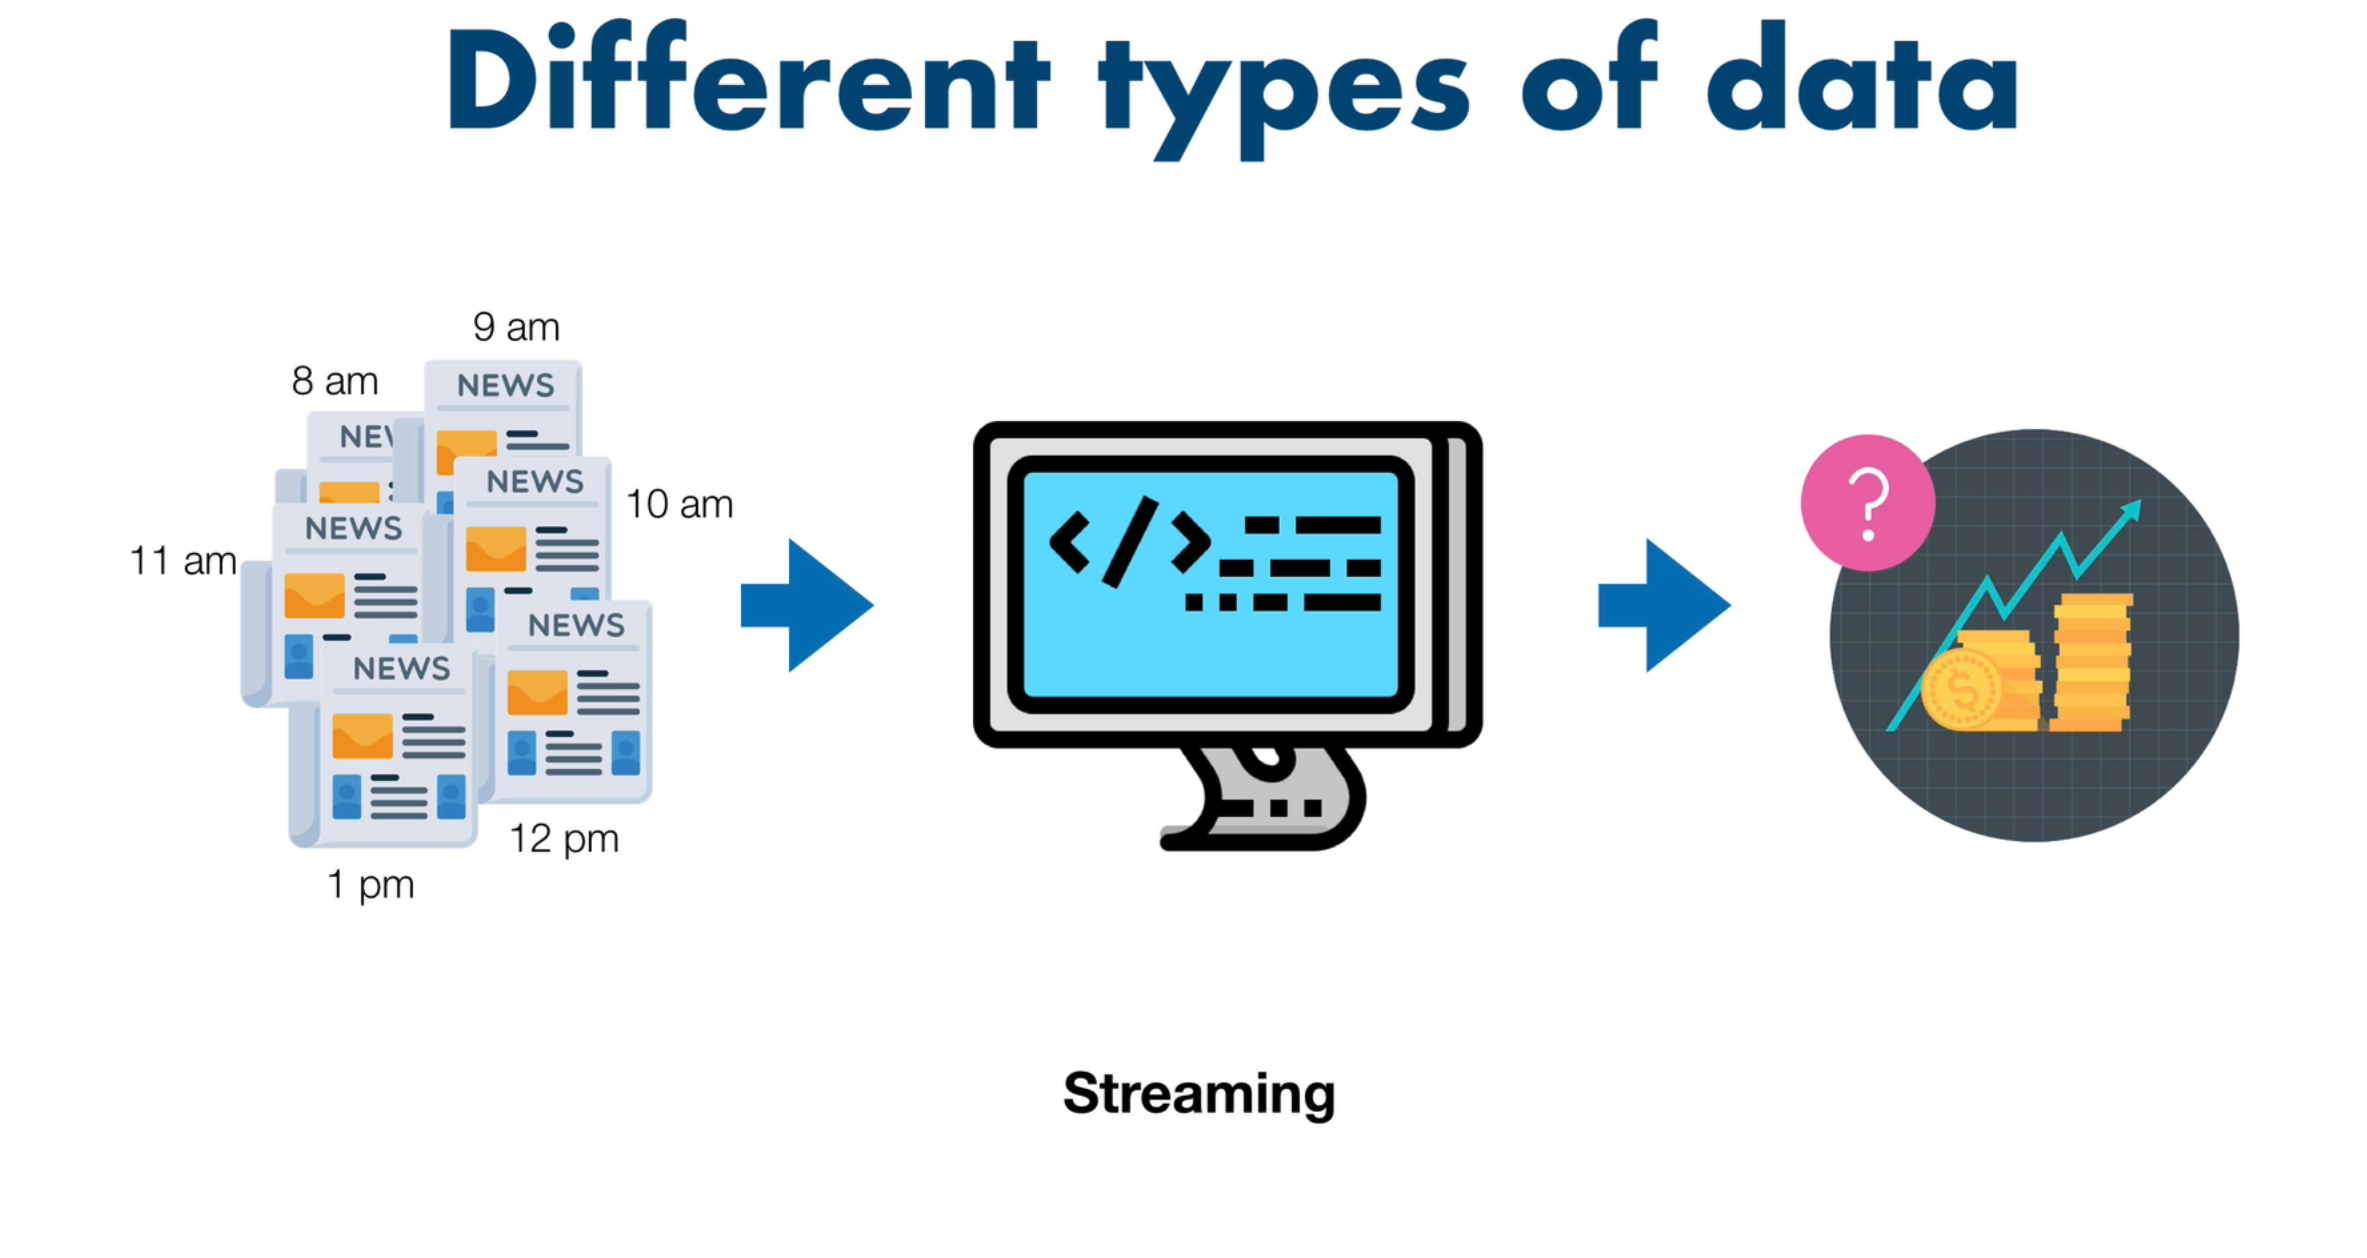 Different types of data
9 am
8 am
NEWS
NEW
NEWS
10 am
NEWS
11 am
NEWS
NEWS
12 pm
1 pm
?
$
</>
Streaming